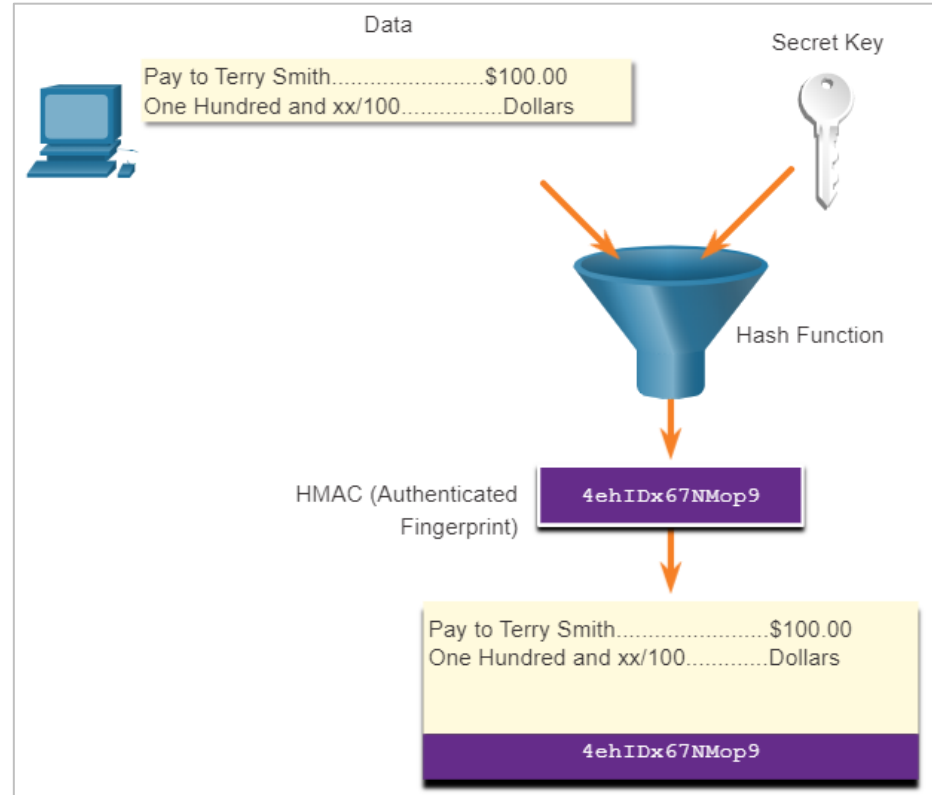 Data
Secret Key
Pay to Terry Smith........................$100.00
One Hundred and xx/100................Dollars
Hash Function
HMAC (Authenticated
Fingerprint)
4ehIDx67NMop9
Pay to Terry Smith........................$100.00
One Hundred and xx/100.............Dollars
4ehIDx67NMop9